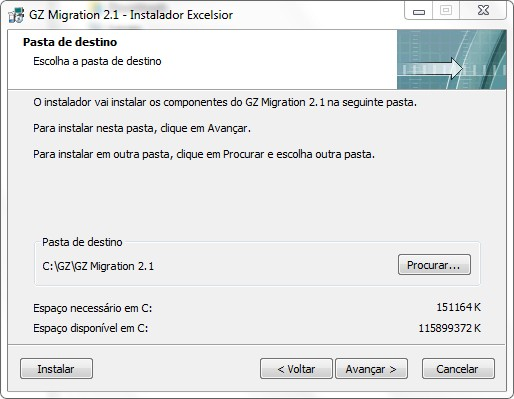 GZ Migration 2.1 - Instalador Excelsior
Pasta de destino
Escolha a pasta de destino
O instalador vai instalar os componentes do GZ Migration 2.1 na seguinte pasta.
Para instalar nesta pasta, clique em Avançar.
Para instalar em outra pasta, clique em Procurar e escolha outra pasta.
Pasta de destino
C:\GZ\GZ Migration 2.1
Procurar...
Espaço necessário em C: 151164 K
Espaço disponível em C: 115899372 K
Instalar < Voltar Avançar > Cancelar